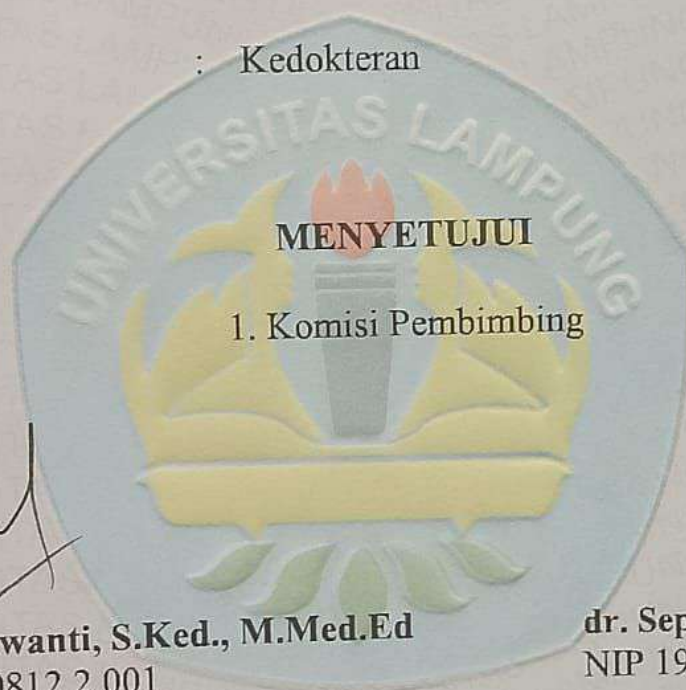 : Kedokteran
UNIVERSITAS LAMPUNG
MENYETUJUI
1. Komisi Pembimbing
wanti, S.Ked., M.Med.Ed
0812 2 001
dr. Sep
NIP 19